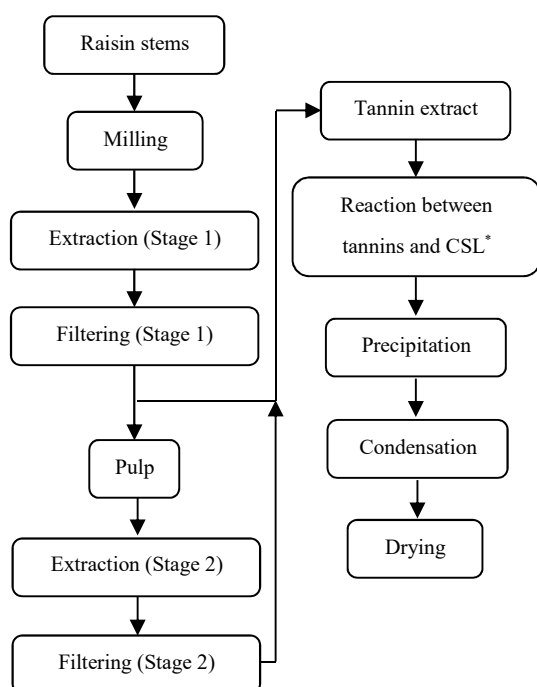 Raisin stems
Milling
Extraction (Stage 1)
Filtering (Stage 1)
Pulp
Extraction (Stage 2)
Filtering (Stage 2)
Tannin extract
Reaction between
tannins and CSL*
Precipitation
Condensation
Drying